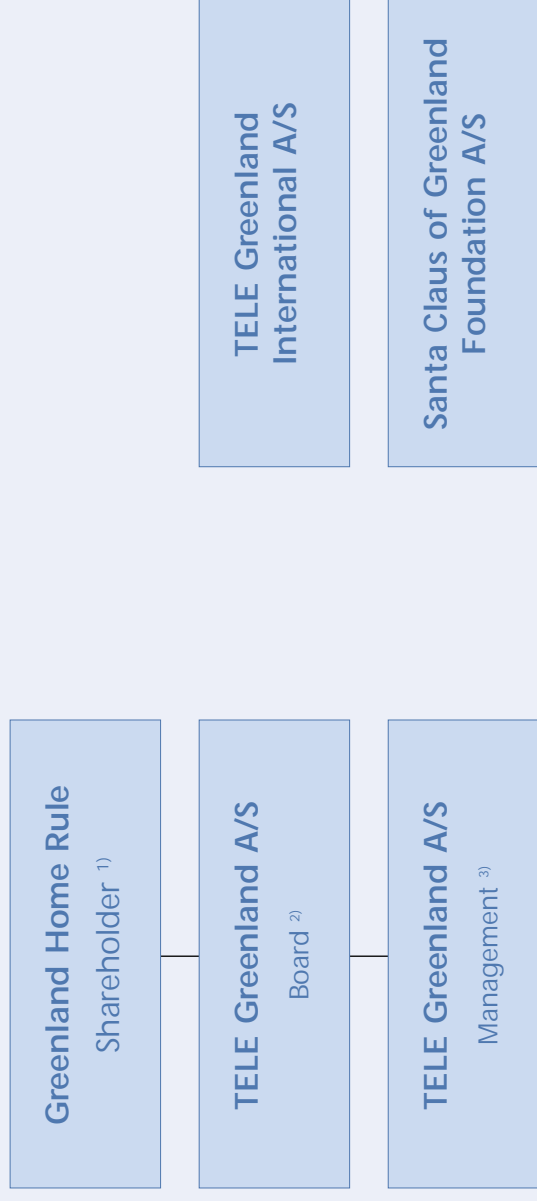 Greenland Home Rule
Shareholder 1)
TELE Greenland A/S
Board 2)
TELE Greenland A/S
Management 3)
TELE Greenland
International A/S
Santa Claus of Greenland
Foundation A/S